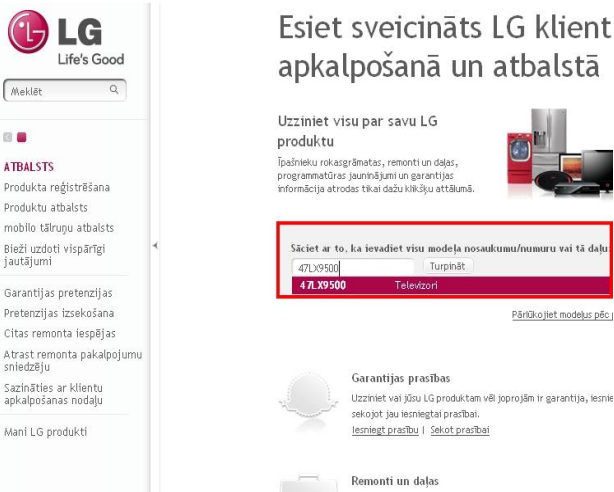 LG
Life's Good
Meklēt
ATBALSTS
Produkta reģistrēšana
Produktu atbalsts
mobilo tālruņu atbalsts
Bieži uzdoti vispārīgi
jautājumi
Garantijas pretenzijas
Pretenzijas izsekošana
Citas remonta iespējas
Atrast remonta pakalpojumu
sniedzēju
Sazināties ar klientu
apkalpošanas nodaļu
Mani LG produkti
Esiet sveicināts LG klient
apkalpošanā un atbalstā
Uzziniet visu par savu LG
produktu
Īpašnieku rokasgrāmatas, remonti un daļas,
programmatūras jauninājumi un garantijas
informācija atrodas tikai dažu klikšķu attālumā.
Sāciet ar to, ka ievadiet visu modeļa nosaukumu/numuru vai tā daļu:
47LX9500
Turpināt
47LX9500 Televizori
Pārlūkojiet modeļus pēc
Garantijas prasības
Uzziniet vai jūsu LG produktam vēl joprojām ir garantija, iesnie
sekojot jau iesniegtai prasībai.
Iesniegt prasību | Sekot prasībai
Remonti un daļas